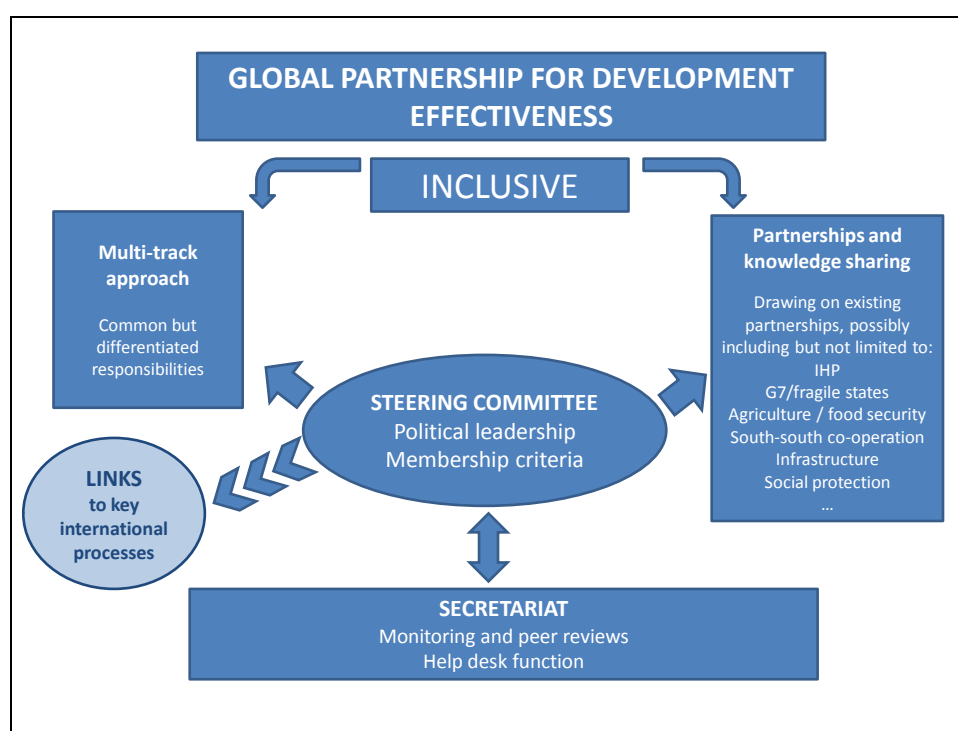 GLOBAL PARTNERSHIP FOR DEVELOPMENT
EFFECTIVENESS
INCLUSIVE
Multi-track
approach
Common but
differentiated
responsibilities
Partnerships and
knowledge sharing
Drawing on existing
partnerships, possibly
including but not limited to:
IHP
G7/fragile states
Agriculture / food security
South-south co-operation
Infrastructure
Social protection
...
STEERING COMMITTEE
Political leadership
Membership criteria
LINKS
to key
international
processes
SECRETARIAT
Monitoring and peer reviews
Help desk function